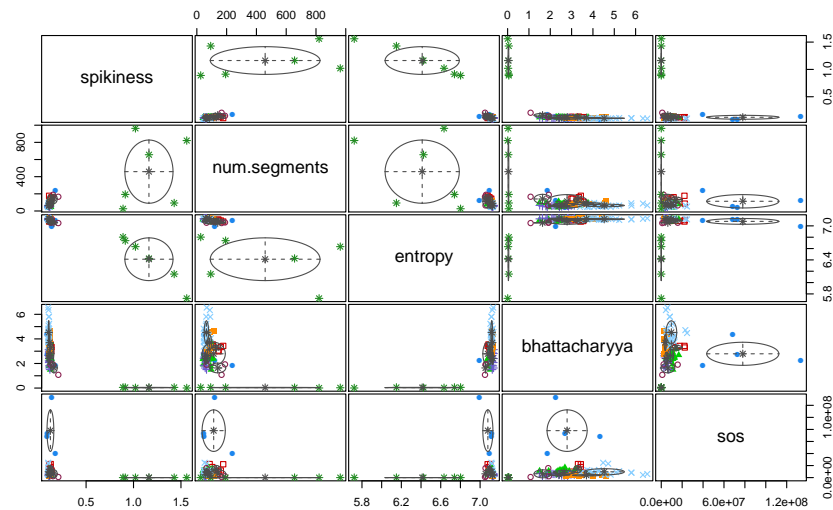 0 200 400 600 800
0 1 2 3 4 5 6
spikiness
0.5 1.0 1.5
num.segments
0 400 800
entropy
5.8 6.4 7.0
bhattacharyya
0 2 4 6
sos
0.0e+00 1.0e+08
0.5 1.0 1.5
5.8 6.2 6.6 7.0
0.0e+00 6.0e+07 1.2e+08